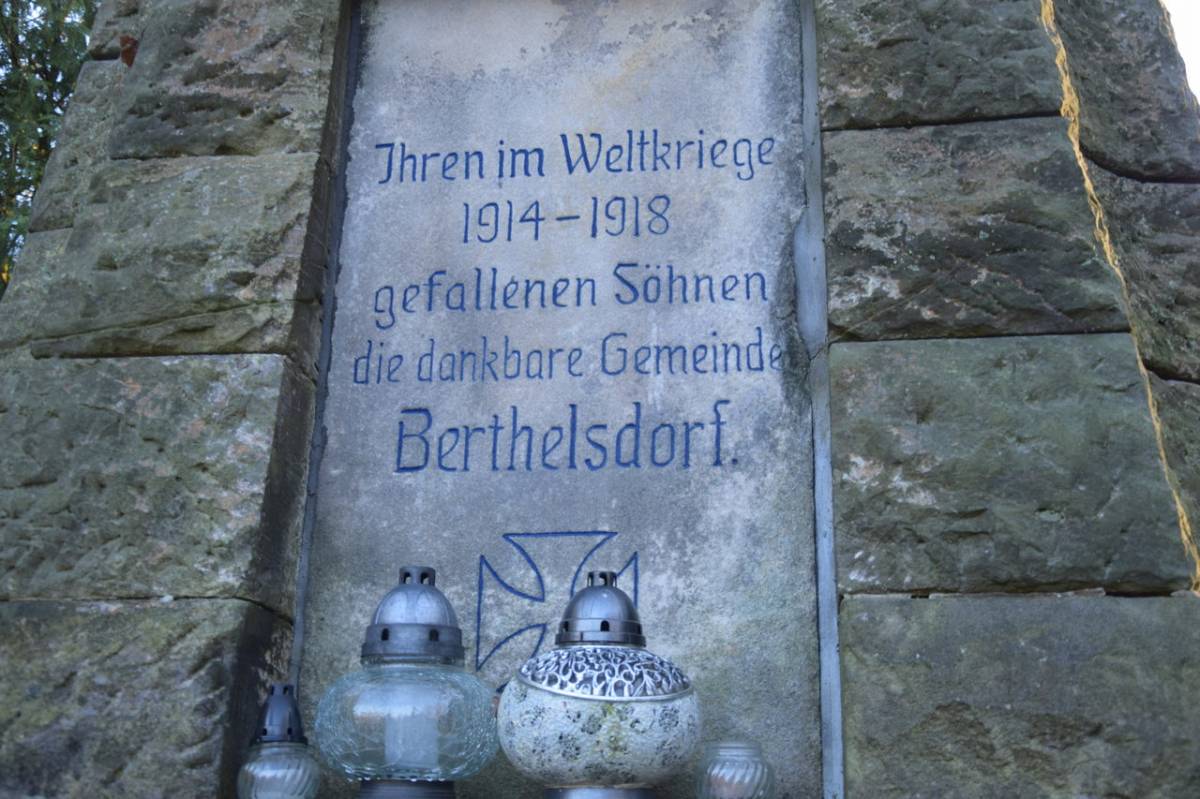 Ihren im Weltkriege
1914 – 1918
gefallenen Söhnen
die dankbare Gemeinde
Berthelsdorf.